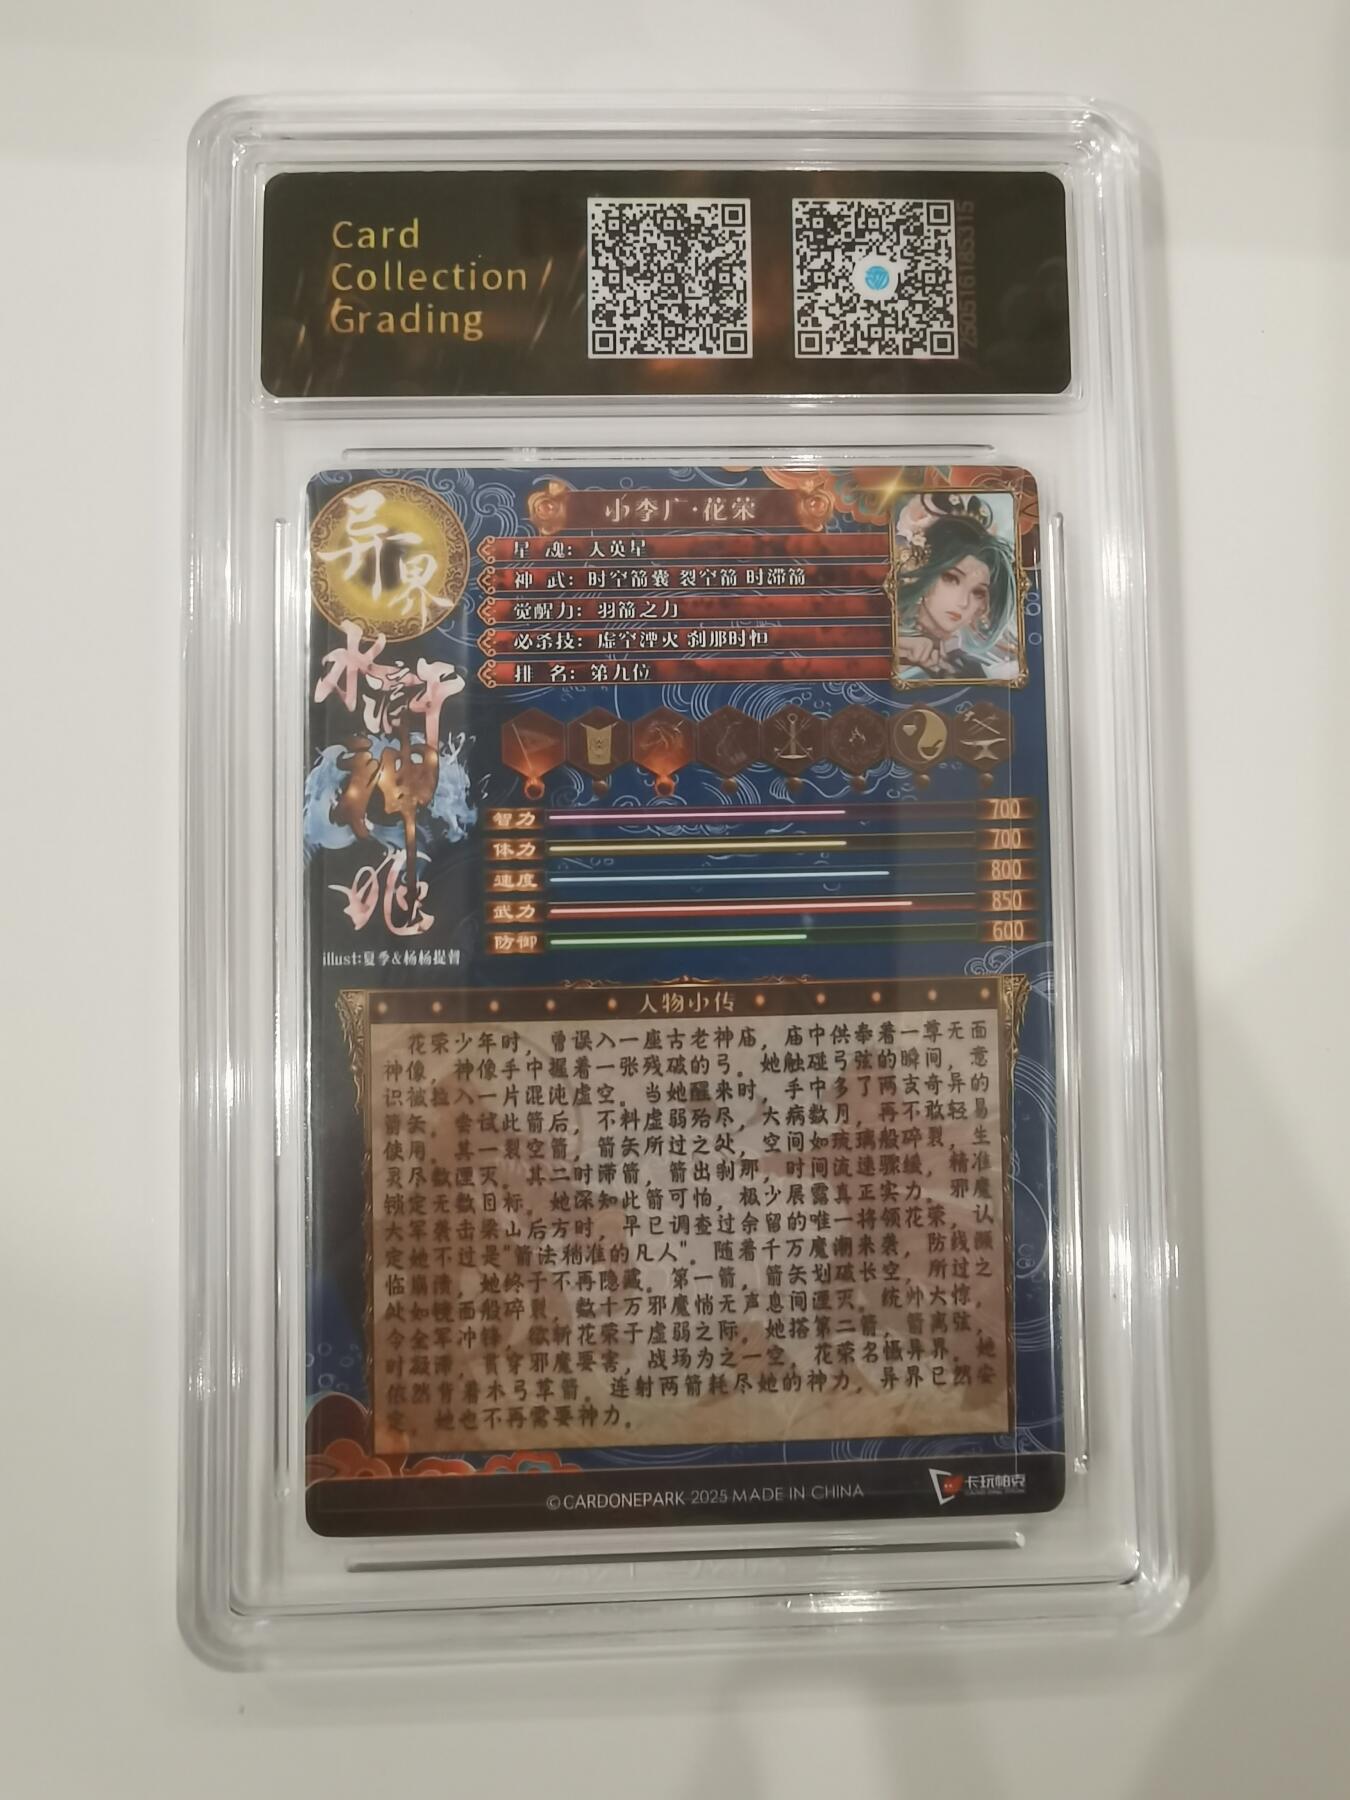 Card
Collection
Grading
250516185315
异界
水浒
神
姬
illust:夏季&杨杨提督
小李广·花荣
星 魂：天英星
神 武：时空箭囊 裂空箭 时滞箭
觉醒力：羽箭之力
必杀技：虚空湮灭 刹那时恒
排 名：第九位
智力 700
体力 700
速度 800
武力 850
防御 600
人物小传
花荣少年时，曾误入一座古老神庙，庙中供奉着一尊无面
神像，神像手中握着一张残破的弓。她触碰弓弦的瞬间，意
识被拉入一片混沌虚空。当她醒来时，手中多了两支奇异的
箭矢。尝试此箭后，不料虚弱殆尽，大病数月，再不敢轻易
使用。其一裂空箭，箭矢所过之处，空间如琉璃般碎裂，生
灵尽数湮灭。其二时滞箭，箭出刹那，时间流速骤缓，精准
锁定无数目标。她深知此箭可怕，极少展露真正实力。邪魔
大军袭击梁山后方时，早已调查过余留的唯一将领花荣，认
定她不过是"箭法稍准的凡人"。随着千万魔潮来袭，防线濒
临崩溃，她终于不再隐藏。第一箭，箭矢划破长空，所过之
处如镜面般碎裂，数十万邪魔悄无声息间湮灭。统帅大惊，
令全军冲锋，欲斩花荣于虚弱之际。她搭第二箭，箭离弦，
时凝滞，贯穿邪魔要害，战场为之一空。花荣名慑异界。她
依然背着木弓草箭。连射两箭耗尽她的神力，异界已然安
定，她也不再需要神力。
©CARDONEPARK 2025 MADE IN CHINA
卡玩帕克